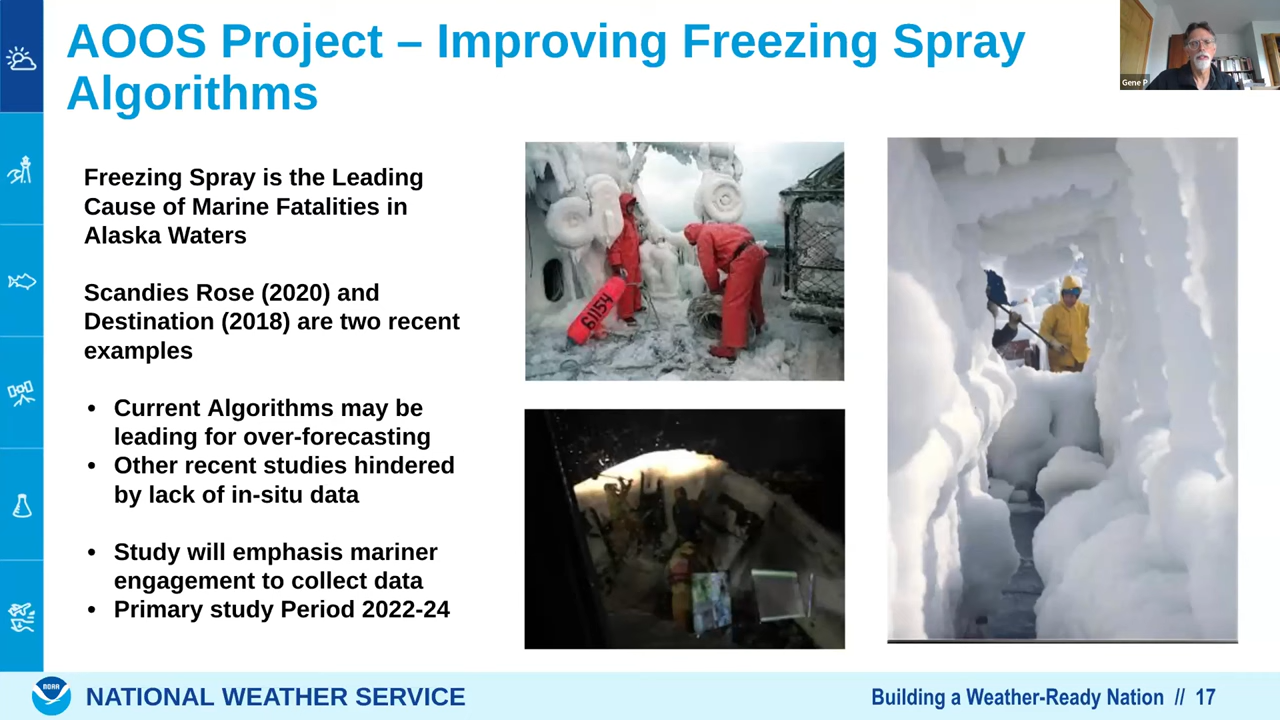 AOOS Project – Improving Freezing Spray
Algorithms
Gene P
Freezing Spray is the Leading
Cause of Marine Fatalities in
Alaska Waters
Scandies Rose (2020) and
Destination (2018) are two recent
examples
• Current Algorithms may be
leading for over-forecasting
• Other recent studies hindered
by lack of in-situ data
• Study will emphasis mariner
engagement to collect data
• Primary study Period 2022-24
61154
NOAA
NATIONAL WEATHER SERVICE
Building a Weather-Ready Nation // 17